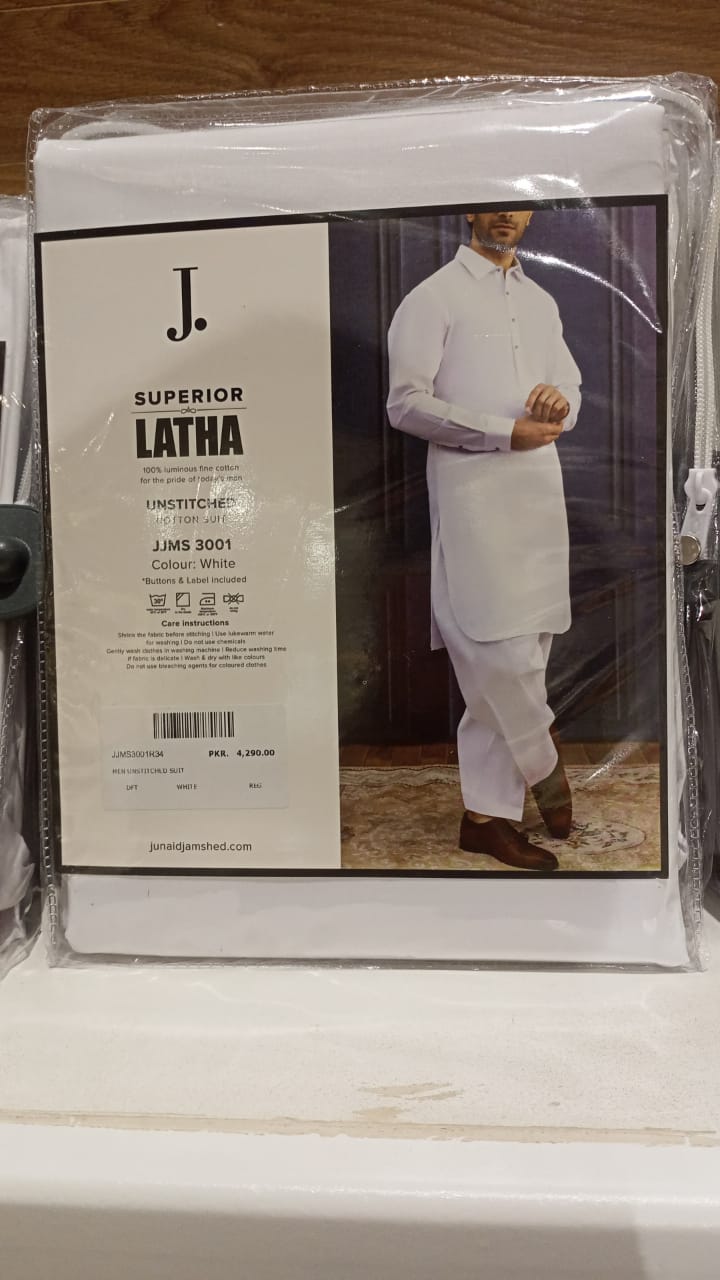 J.
SUPERIOR
LATHA
100% luminous fine cotton
for the pride of today's man
UNSTITCHED
COTTON SUIT
JJMS 3001
Colour: White
*Buttons & Label included
Care instructions
Shrink the fabric before stitching | Use lukewarm water
for washing | Do not use chemicals
Gently wash clothes in washing machine | Reduce washing time
if fabric is delicate | Wash & dry with like colours
Do not use bleaching agents for coloured clothes
JJMS3001R34 PKR. 4,290.00
MEN UNSTITCHED SUIT
DFT WHITE REG
junaidjamshed.com